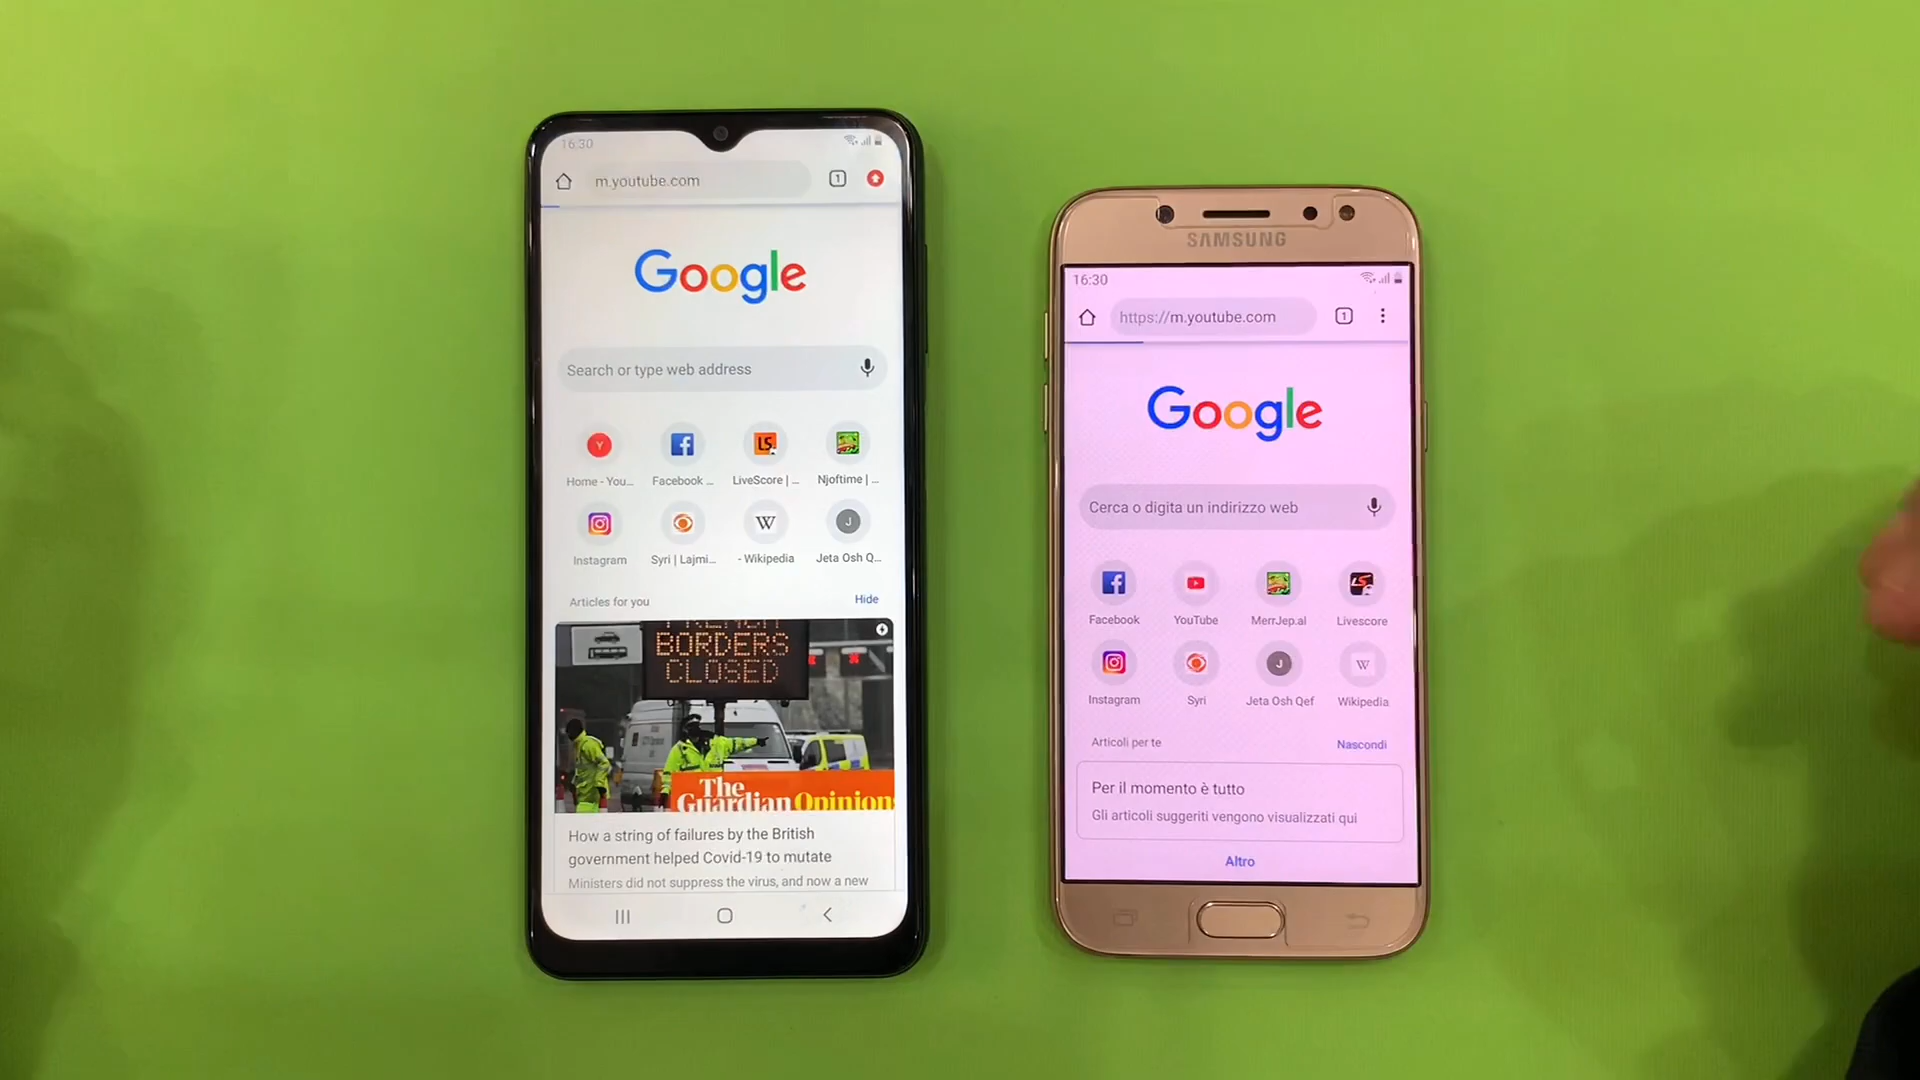 16:30
m.youtube.com
1
Google
Search or type web address
Y
LS
Home - You...
Facebook ...
LiveScore | ...
Njoftime | ...
W
J
Instagram
Syri | Lajmi...
- Wikipedia
Jeta Osh Q...
Articles for you
Hide
BORDERS
CLOSED
The
Guardian Opinion
How a string of failures by the British
government helped Covid-19 to mutate
Ministers did not suppress the virus, and now a new
SAMSUNG
16:30
https://m.youtube.com
1
Google
Cerca o digita un indirizzo web
LS
Facebook
YouTube
MerrJep.al
Livescore
J
W
Instagram
Syri
Jeta Osh Qef
Wikipedia
Articoli per te
Nascondi
Per il momento è tutto
Gli articoli suggeriti vengono visualizzati qui
Altro